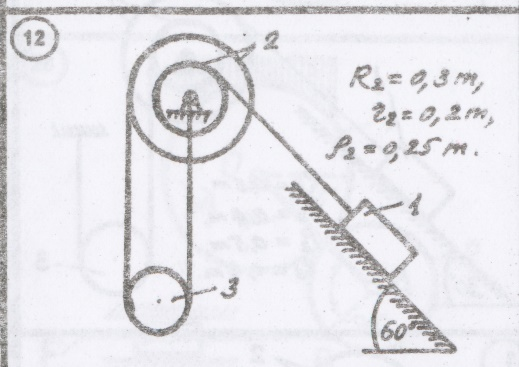 12
2
R₂=0,3 m,
r₂=0,2 m,
ρ₂=0,25 m.
1
3
60°